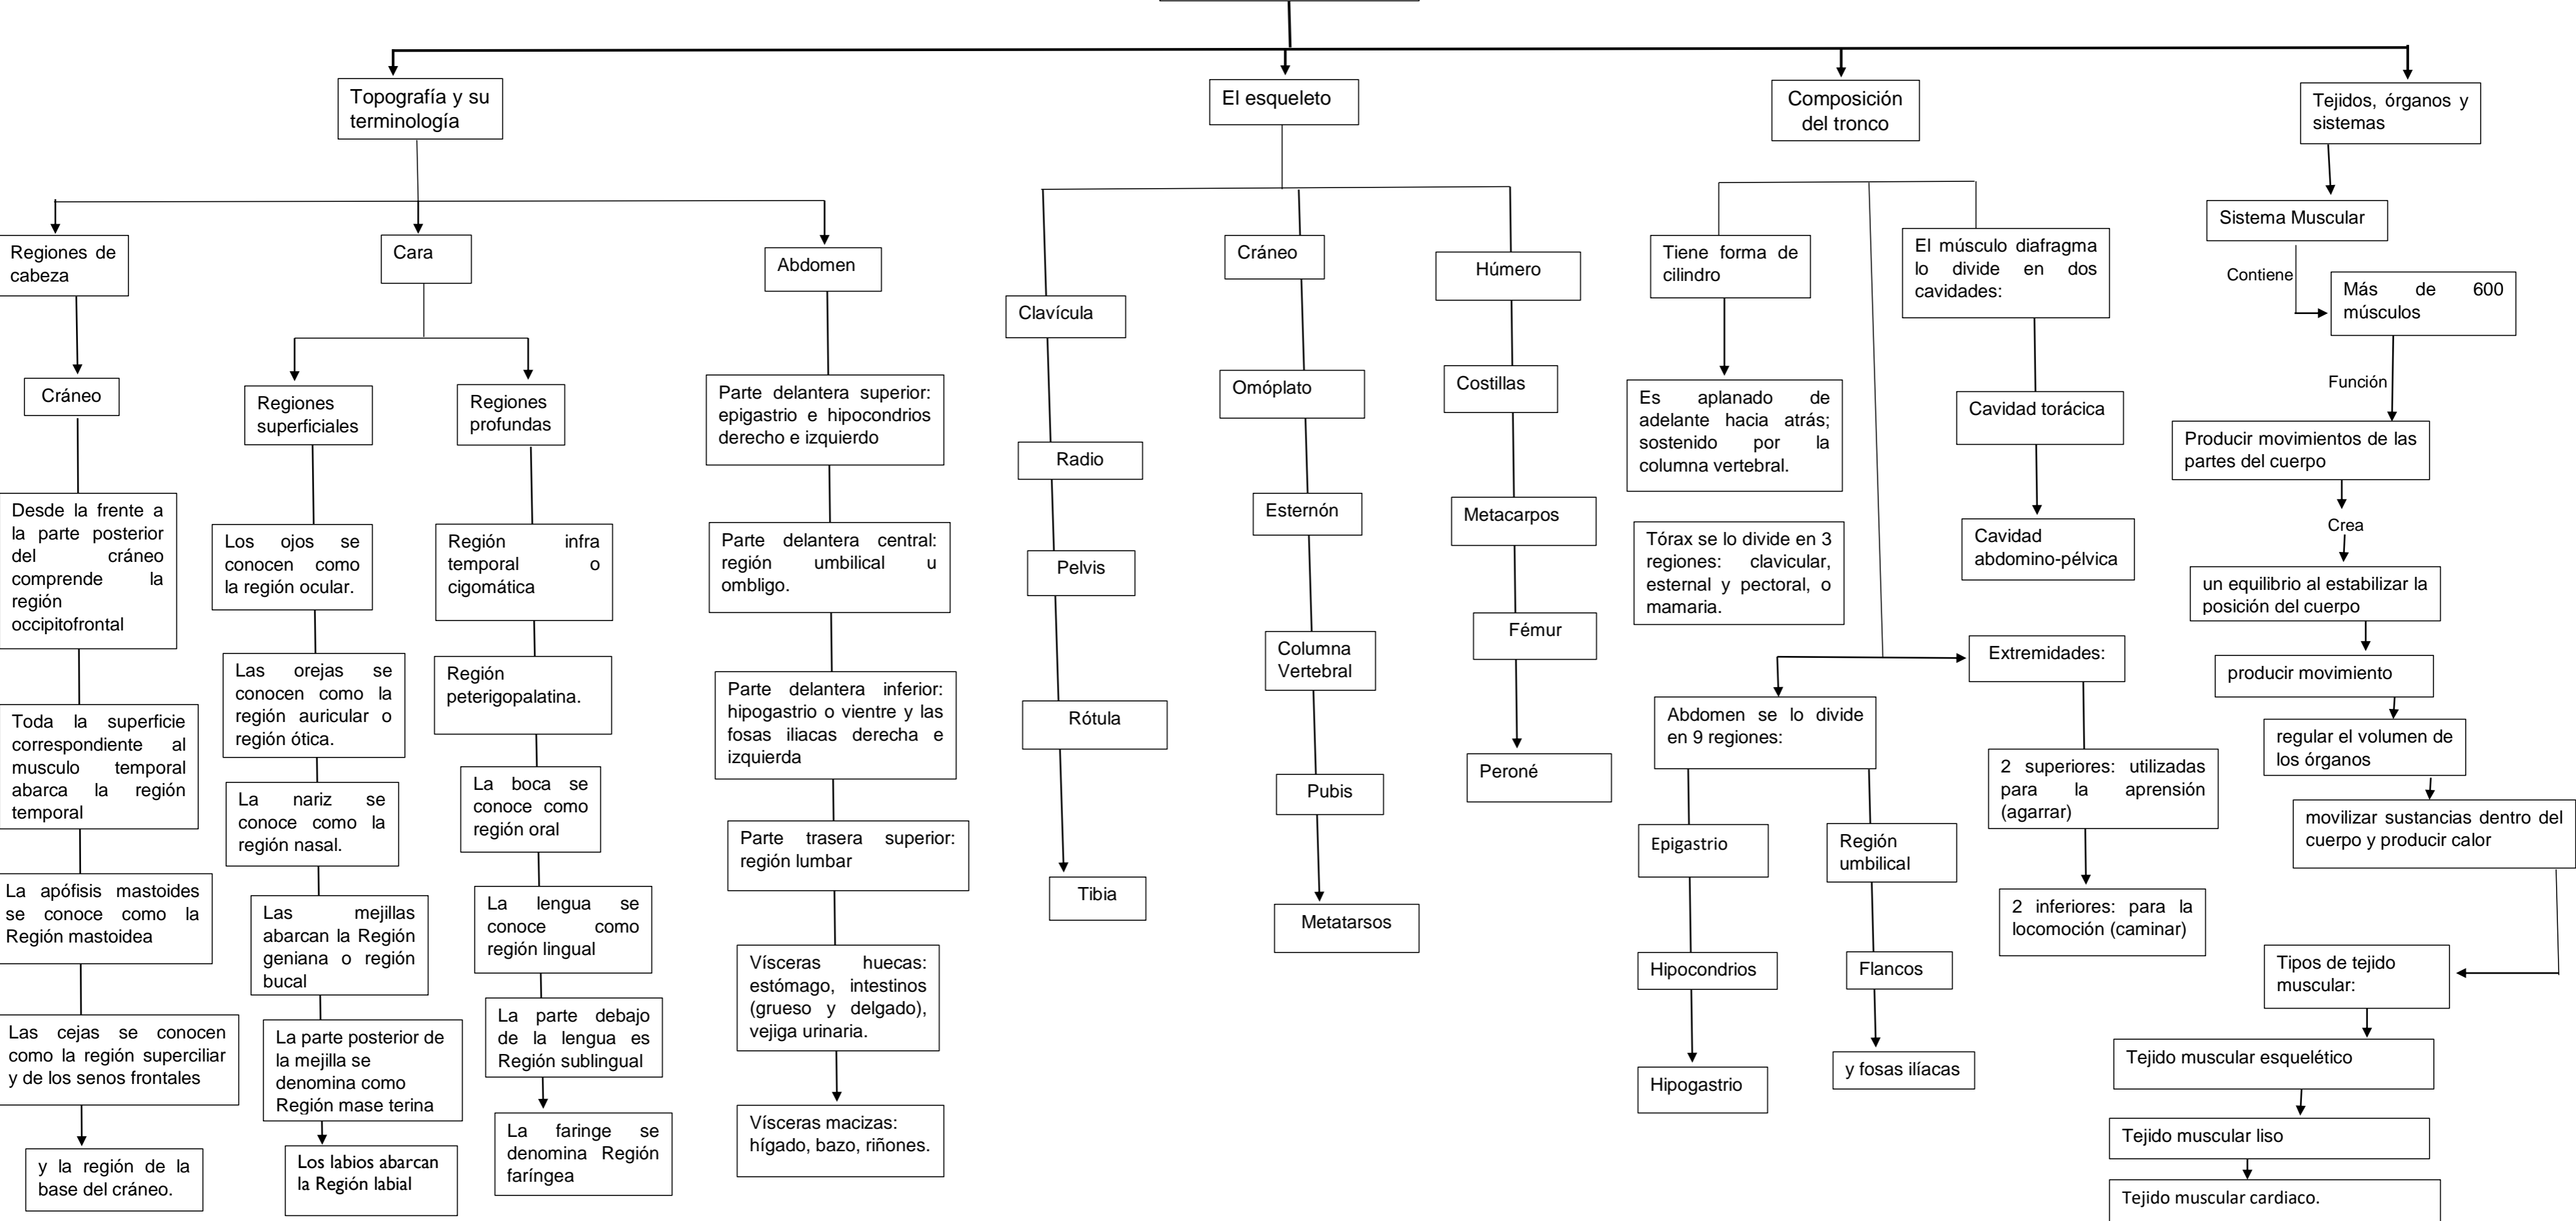 Topografía y su
terminología
El esqueleto
Composición
del tronco
Tejidos, órganos y
sistemas
Regiones de
cabeza
Cráneo
Desde la frente a
la parte posterior
del cráneo
comprende la
región
occipitofrontal
Toda la superficie
correspondiente al
musculo temporal
abarca la región
temporal
La apófisis mastoides
se conoce como la
Región mastoidea
Las cejas se conocen
como la región superciliar
y de los senos frontales
y la región de la
base del cráneo.
Cara
Regiones
superficiales
Los ojos se
conocen como
la región ocular.
Las orejas se
conocen como la
región auricular o
región ótica.
La nariz se
conoce como la
región nasal.
Las mejillas
abarcan la Región
geniana o región
bucal
La parte posterior de
la mejilla se
denomina como
Región mase terina
Los labios abarcan
la Región labial
Regiones
profundas
Región infra
temporal o
cigomática
Región
peterigopalatina.
La boca se
conoce como
región oral
La lengua se
conoce como
región lingual
La parte debajo
de la lengua es
Región sublingual
La faringe se
denomina Región
faríngea
Abdomen
Parte delantera superior:
epigastrio e hipocondrios
derecho e izquierdo
Parte delantera central:
región umbilical u
ombligo.
Parte delantera inferior:
hipogastrio o vientre y las
fosas iliacas derecha e
izquierda
Parte trasera superior:
región lumbar
Vísceras huecas:
estómago, intestinos
(grueso y delgado),
vejiga urinaria.
Vísceras macizas:
hígado, bazo, riñones.
Clavícula
Radio
Pelvis
Rótula
Tibia
Cráneo
Omóplato
Esternón
Columna
Vertebral
Pubis
Metatarsos
Húmero
Costillas
Metacarpos
Fémur
Peroné
Tiene forma de
cilindro
Es aplanado de
adelante hacia atrás;
sostenido por la
columna vertebral.
Tórax se lo divide en 3
regiones: clavicular,
esternal y pectoral, o
mamaria.
El músculo diafragma
lo divide en dos
cavidades:
Cavidad torácica
Cavidad
abdomino-pélvica
Abdomen se lo divide
en 9 regiones:
Epigastrio
Hipocondrios
Hipogastrio
Región
umbilical
Flancos
y fosas ilíacas
Extremidades:
2 superiores: utilizadas
para la aprensión
(agarrar)
2 inferiores: para la
locomoción (caminar)
Sistema Muscular
Contiene
Más de 600
músculos
Función
Producir movimientos de las
partes del cuerpo
Crea
un equilibrio al estabilizar la
posición del cuerpo
producir movimiento
regular el volumen de
los órganos
movilizar sustancias dentro del
cuerpo y producir calor
Tipos de tejido
muscular:
Tejido muscular esquelético
Tejido muscular liso
Tejido muscular cardiaco.